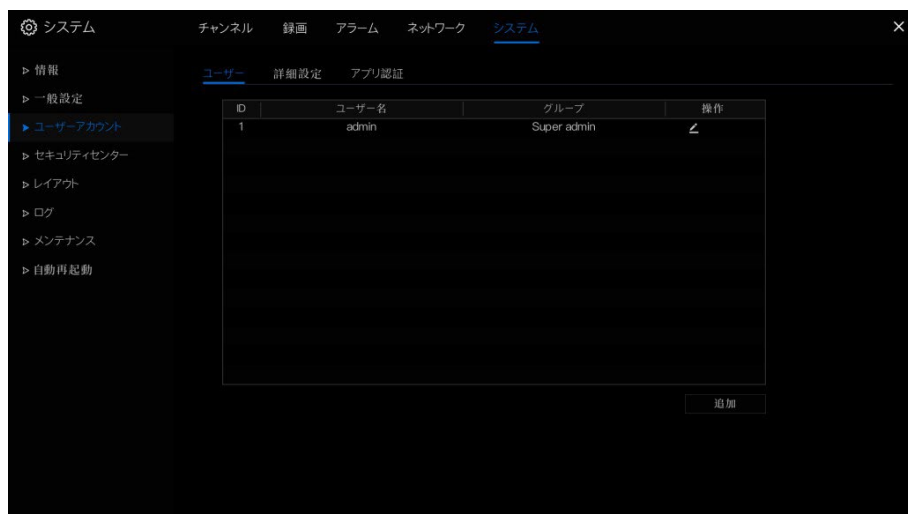 システム チャンネル 録画 アラーム ネットワーク システム
情報
一般設定
ユーザーアカウント
セキュリティセンター
レイアウト
ログ
メンテナンス
自動再起動
ユーザー 詳細設定 アプリ認証
ID ユーザー名 グループ 操作
1 admin Super admin
追加